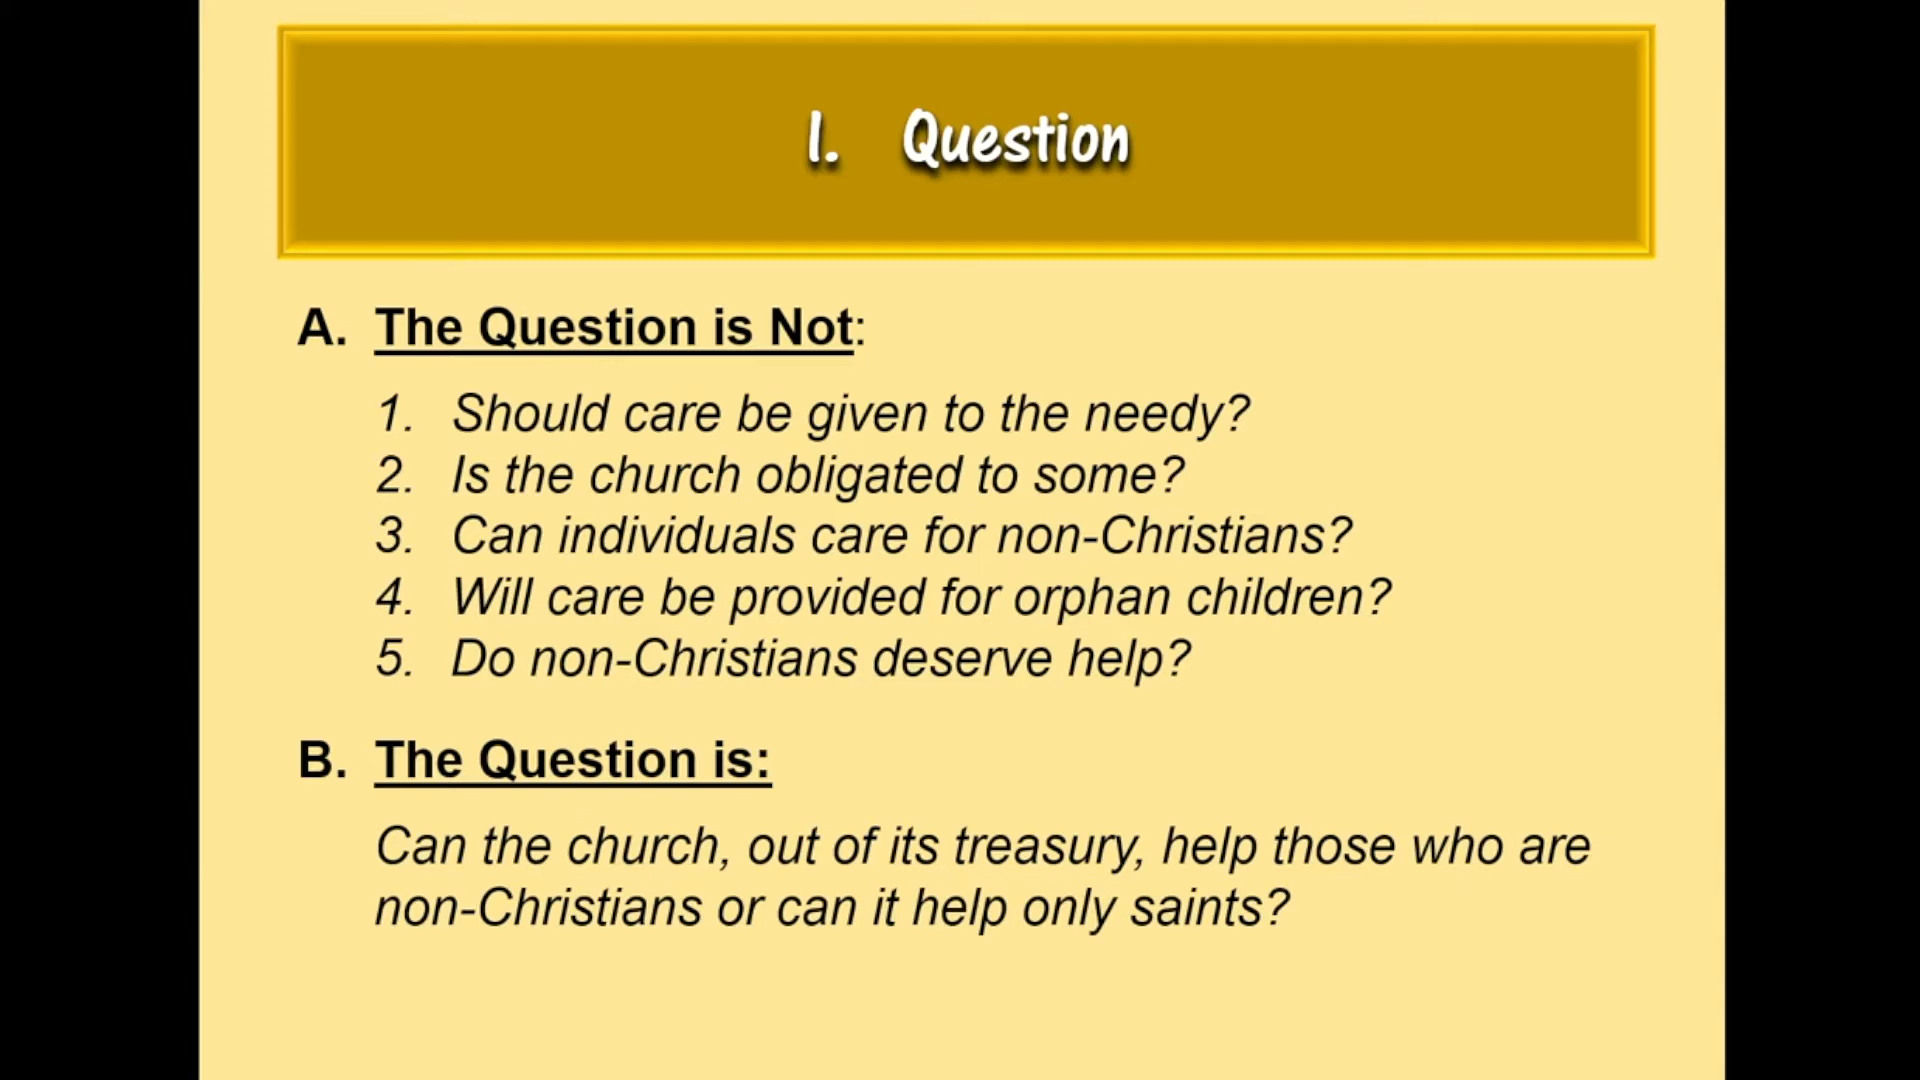 I. Question
A. The Question is Not:
1. Should care be given to the needy?
2. Is the church obligated to some?
3. Can individuals care for non-Christians?
4. Will care be provided for orphan children?
5. Do non-Christians deserve help?
B. The Question is:
Can the church, out of its treasury, help those who are
non-Christians or can it help only saints?